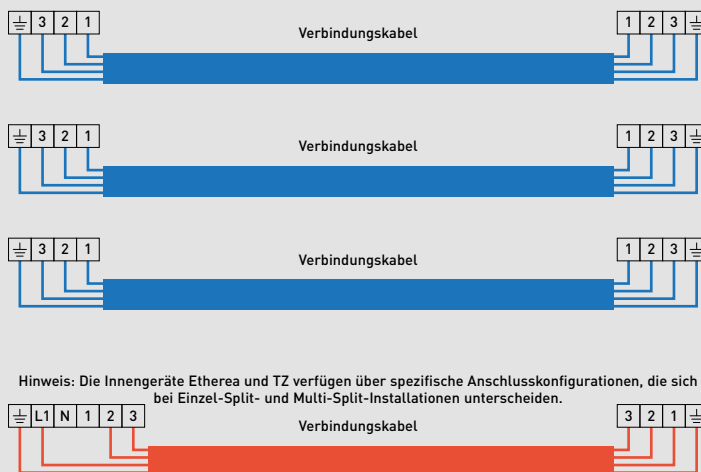 3 2 1 Verbindungskabel 1 2 3
3 2 1 Verbindungskabel 1 2 3
3 2 1 Verbindungskabel 1 2 3
Hinweis: Die Innengeräte Etherea und TZ verfügen über spezifische Anschlusskonfigurationen, die sich
bei Einzel-Split- und Multi-Split-Installationen unterscheiden.
L1 N 1 2 3 Verbindungskabel 3 2 1